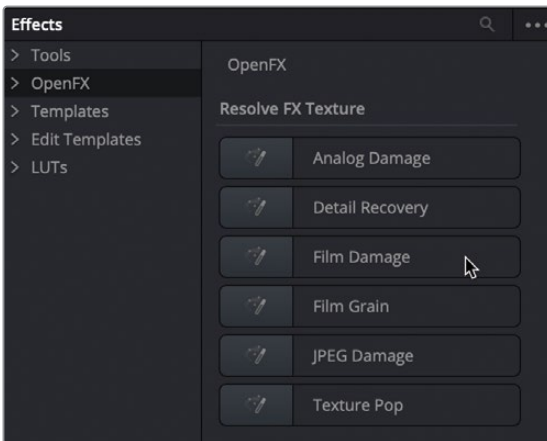 Effects
> Tools
> OpenFX
> Templates
> Edit Templates
> LUTs
OpenFX
Resolve FX Texture
Analog Damage
Detail Recovery
Film Damage
Film Grain
JPEG Damage
Texture Pop